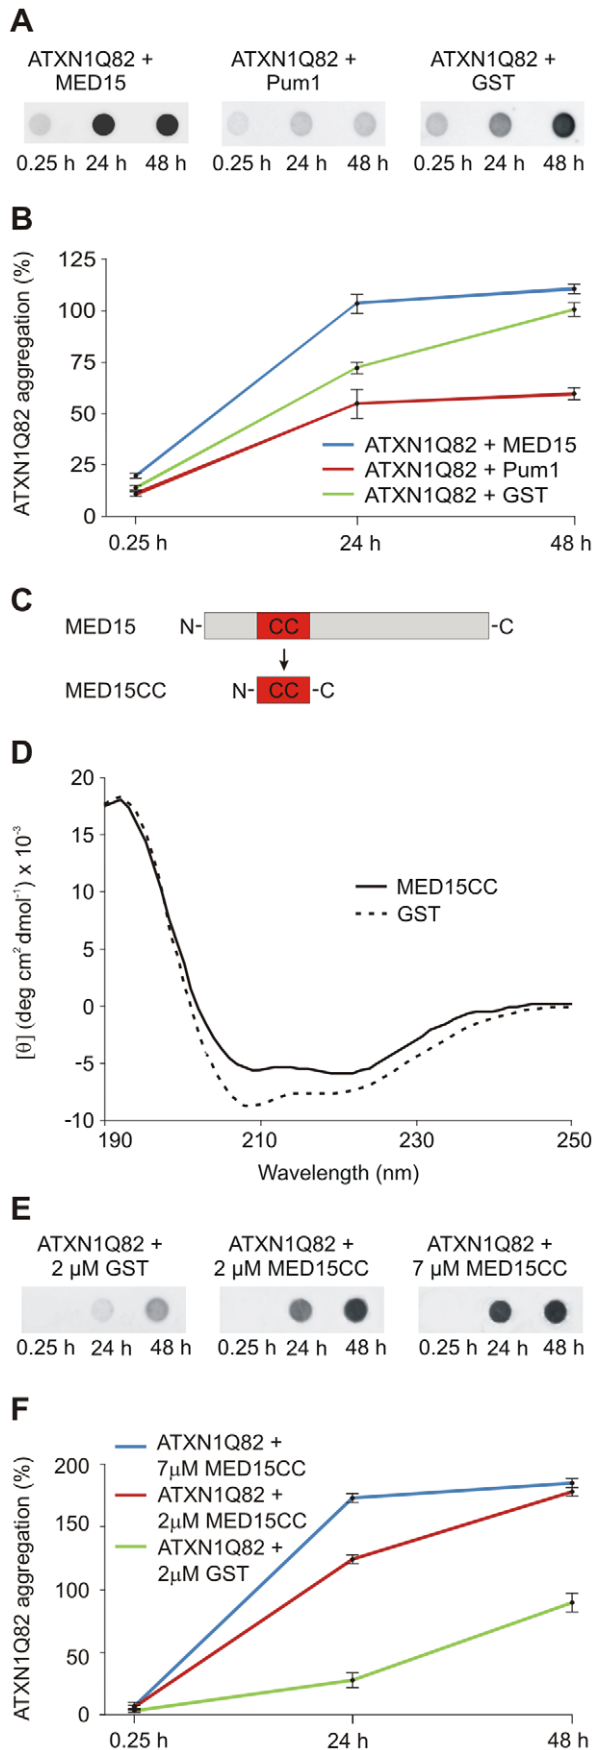 A
ATXN1Q82 + MED15
ATXN1Q82 + Pum1
ATXN1Q82 + GST
0.25 h 24 h 48 h
0.25 h 24 h 48 h
0.25 h 24 h 48 h
B
ATXN1Q82 aggregation (%)
125
100
75
50
25
0
ATXN1Q82 + MED15
ATXN1Q82 + Pum1
ATXN1Q82 + GST
0.25 h 24 h 48 h
C
MED15 N- CC -C
MED15CC N- CC -C
D
[θ] (deg cm² dmol⁻¹) x 10⁻³
20
15
10
5
0
-5
-10
MED15CC
GST
190 210 230 250
Wavelength (nm)
E
ATXN1Q82 +
2 µM GST
ATXN1Q82 +
2 µM MED15CC
ATXN1Q82 +
7 µM MED15CC
0.25 h 24 h 48 h
0.25 h 24 h 48 h
0.25 h 24 h 48 h
F
ATXN1Q82 aggregation (%)
200
150
100
50
0
ATXN1Q82 +
7µM MED15CC
ATXN1Q82 +
2µM MED15CC
ATXN1Q82 +
2µM GST
0.25 h 24 h 48 h